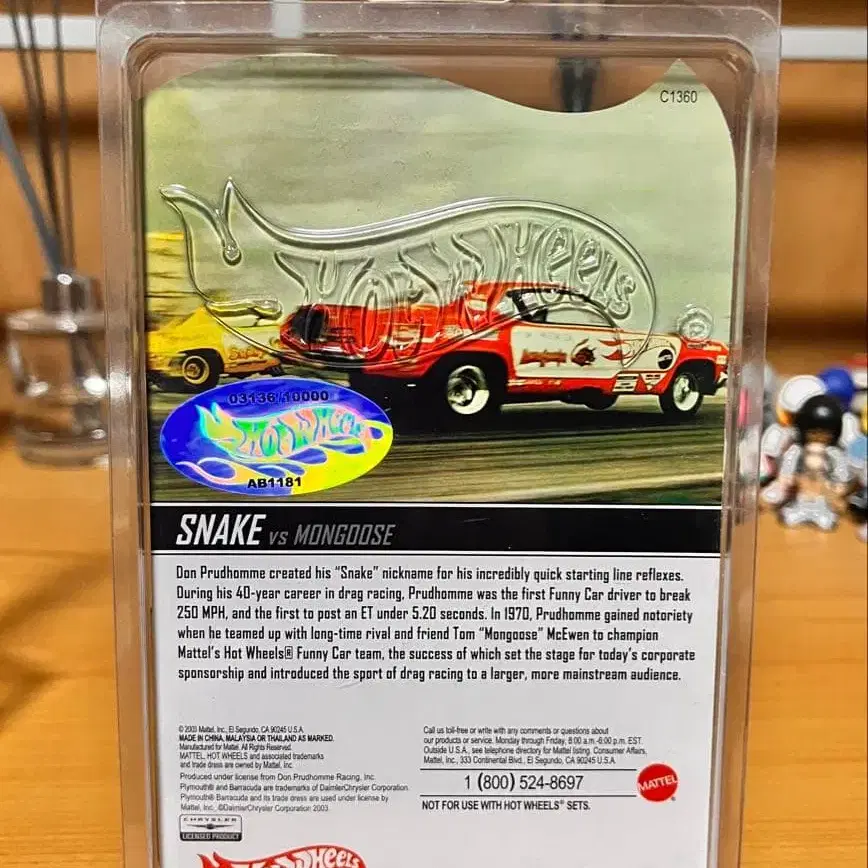 C1360
HOT WHEELS
03136/10000
HOT WHEELS
AB1181
SNAKE VS MONGOOSE
Don Prudhomme created his "Snake" nickname for his incredibly quick starting line reflexes.
During his 40-year career in drag racing, Prudhomme was the first Funny Car driver to break
250 MPH, and the first to post an ET under 5.20 seconds. In 1970, Prudhomme gained notoriety
when he teamed up with long-time rival and friend Tom "Mongoose" McEwen to champion
Mattel's Hot Wheels® Funny Car team, the success of which set the stage for today's corporate
sponsorship and introduced the sport of drag racing to a larger, more mainstream audience.
© 2003 Mattel, Inc., El Segundo, CA 90245 U.S.A.
MADE IN CHINA, MALAYSIA OR THAILAND AS MARKED.
Manufactured for Mattel. All Rights Reserved.
MATTEL, HOT WHEELS and associated trademarks
and trade dress are owned by Mattel, Inc.
Produced under license from Don Prudhomme Racing, Inc.
Plymouth® and Barracuda are trademarks of DaimlerChrysler Corporation.
Plymouth® Barracuda and its trade dress are used under license by
Mattel, Inc. ©DaimlerChrysler Corporation 2003.
CHRYSLER
LICENSED PRODUCT
Call us toll-free or write with any comments or questions about
our products or service. Monday through Friday, 8:00 a.m.-6:00 p.m. EST.
Outside U.S.A., see telephone directory for Mattel listing. Consumer Affairs,
Mattel, Inc., 333 Continental Blvd., El Segundo, CA 90245 U.S.A.
1 (800) 524-8697
MATTEL®
NOT FOR USE WITH HOT WHEELS® SETS.
HOT WHEELS